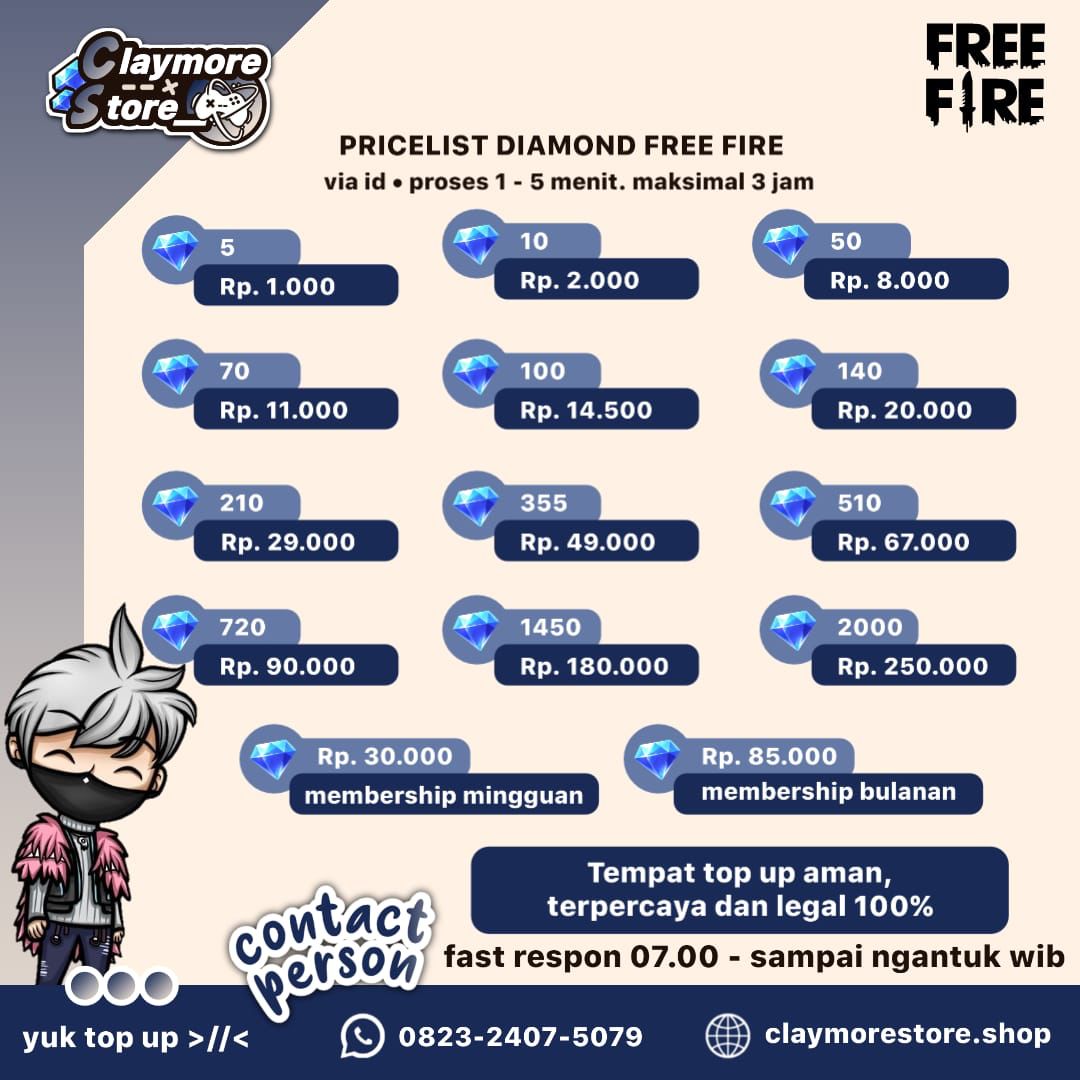 Claymore
Store_
FREE
FIRE
PRICELIST DIAMOND FREE FIRE
via id • proses 1 - 5 menit. maksimal 3 jam
5
Rp. 1.000
10
Rp. 2.000
50
Rp. 8.000
70
Rp. 11.000
100
Rp. 14.500
140
Rp. 20.000
210
Rp. 29.000
355
Rp. 49.000
510
Rp. 67.000
720
Rp. 90.000
1450
Rp. 180.000
2000
Rp. 250.000
Rp. 30.000
membership mingguan
Rp. 85.000
membership bulanan
Tempat top up aman,
terpercaya dan legal 100%
contact
person
fast respon 07.00 - sampai ngantuk wib
yuk top up >//<
0823-2407-5079
claymorestore.shop